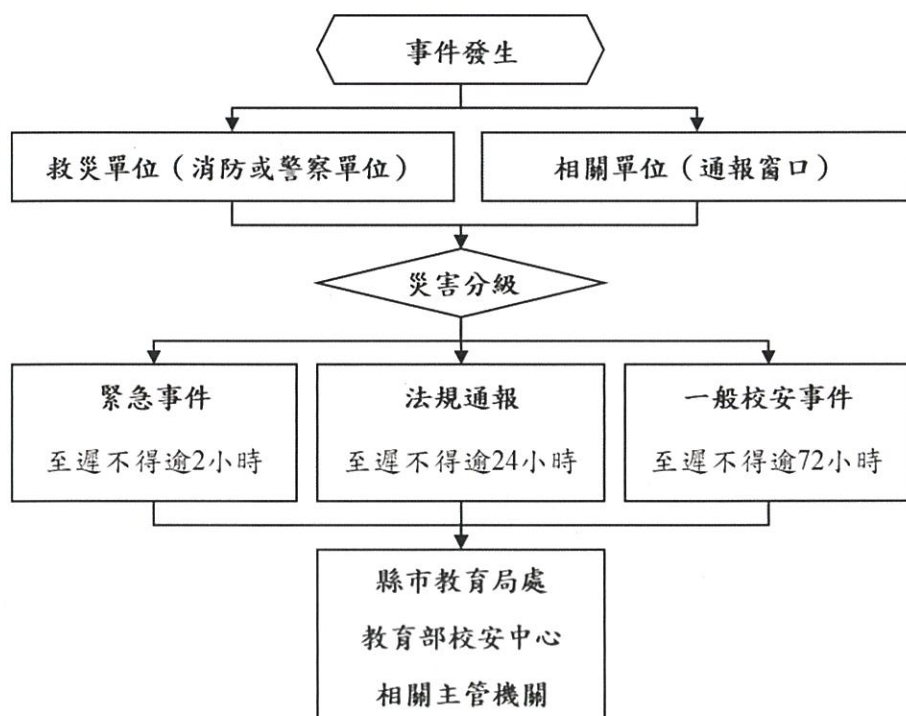 事件發生
救災單位（消防或警察單位）
相關單位（通報窗口）
災害分級
緊急事件
至遲不得逾2小時
法規通報
至遲不得逾24小時
一般校安事件
至遲不得逾72小時
縣市教育局處
教育部校安中心
相關主管機關